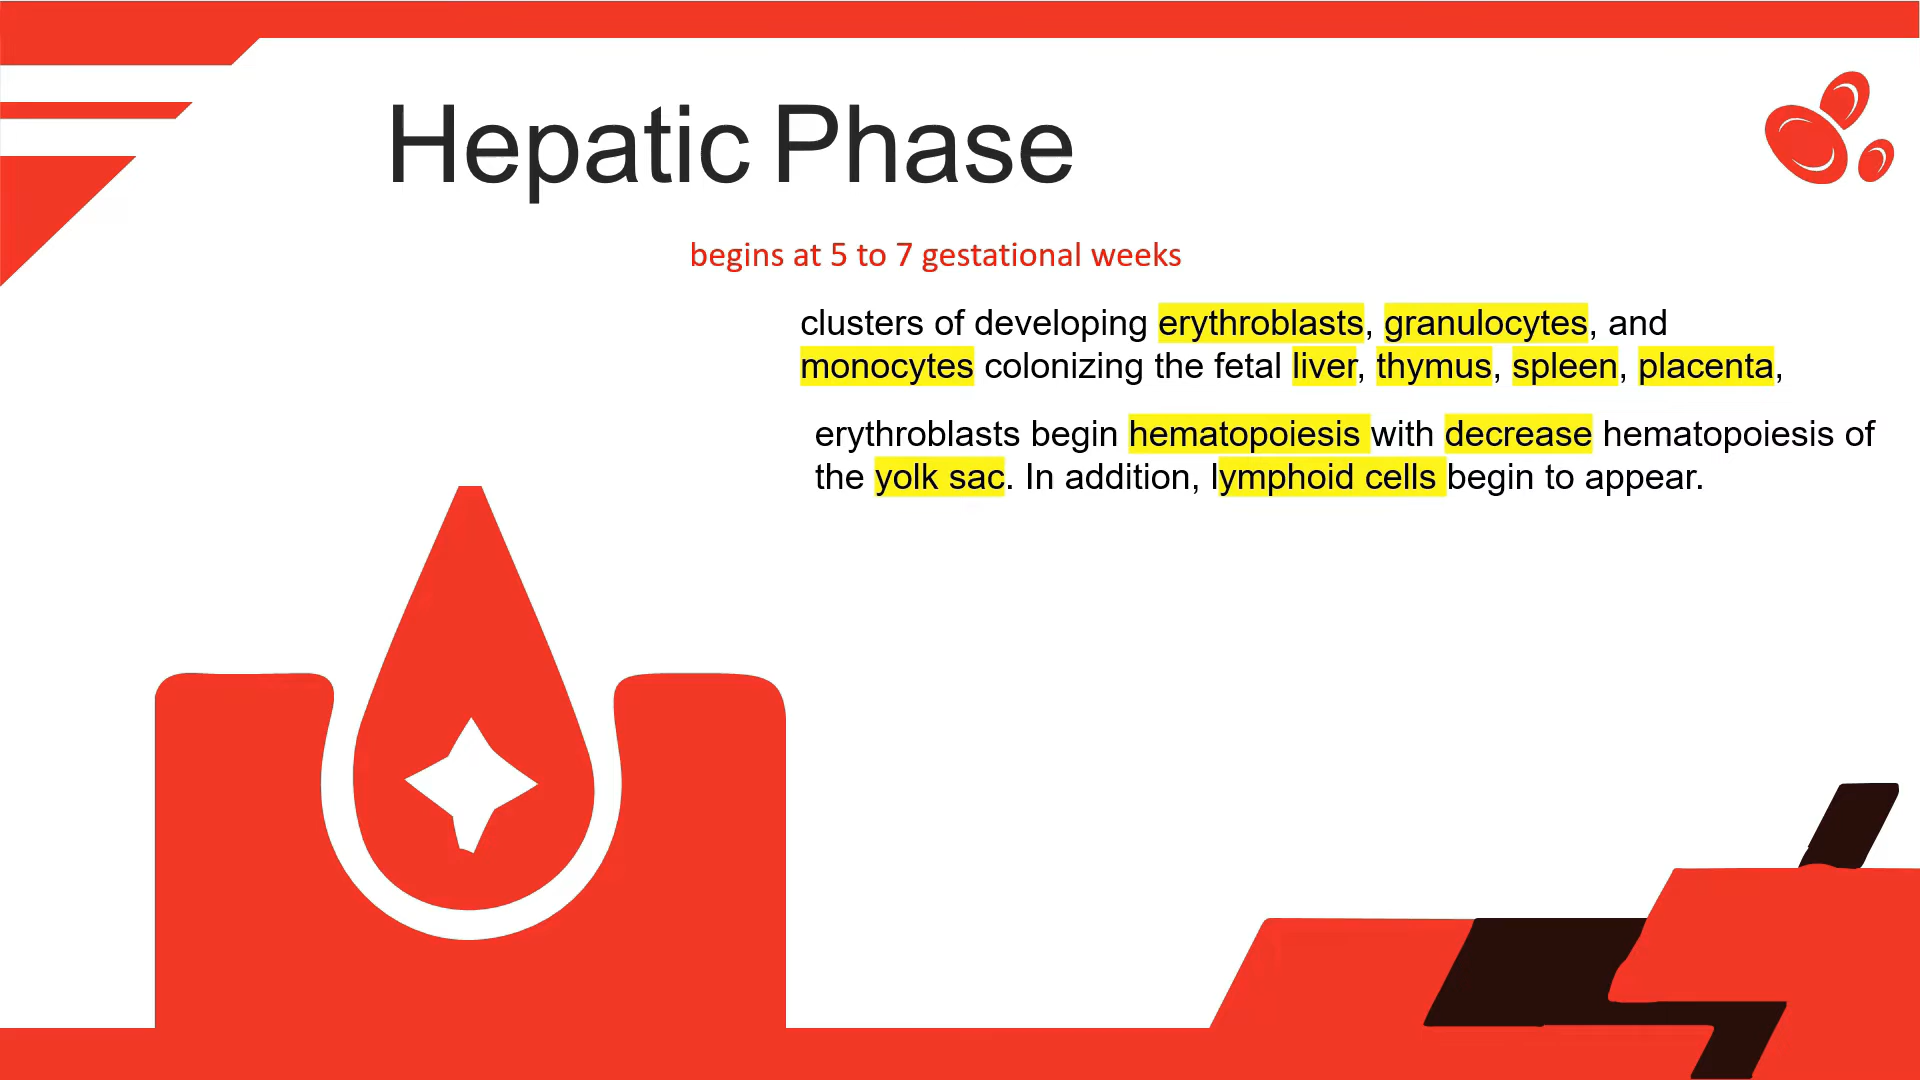 Hepatic Phase
begins at 5 to 7 gestational weeks
clusters of developing erythroblasts, granulocytes, and
monocytes colonizing the fetal liver, thymus, spleen, placenta,
erythroblasts begin hematopoiesis with decrease hematopoiesis of
the yolk sac. In addition, lymphoid cells begin to appear.